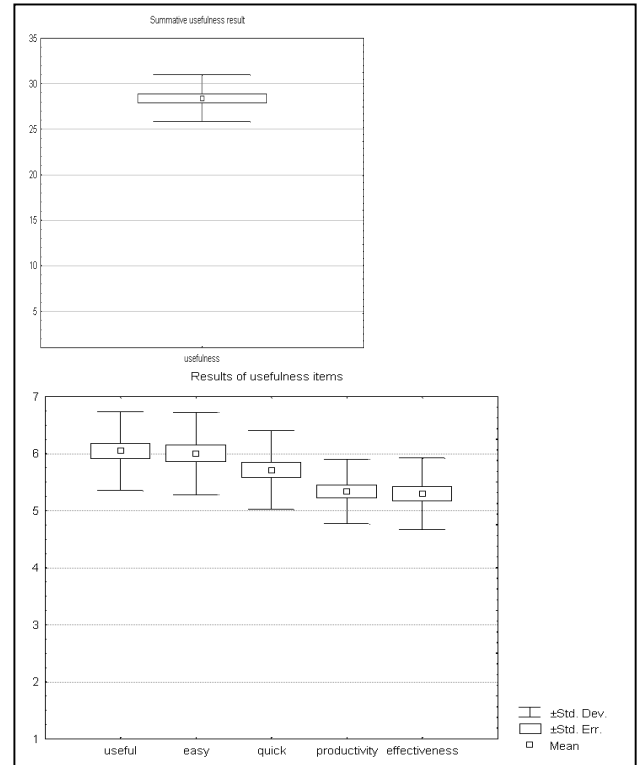 Summative usefulness result
35
30
25
20
15
10
5
usefulness
Results of usefulness items
7
6
5
4
3
2
1
useful easy quick productivity effectiveness
±Std. Dev.
±Std. Err.
Mean